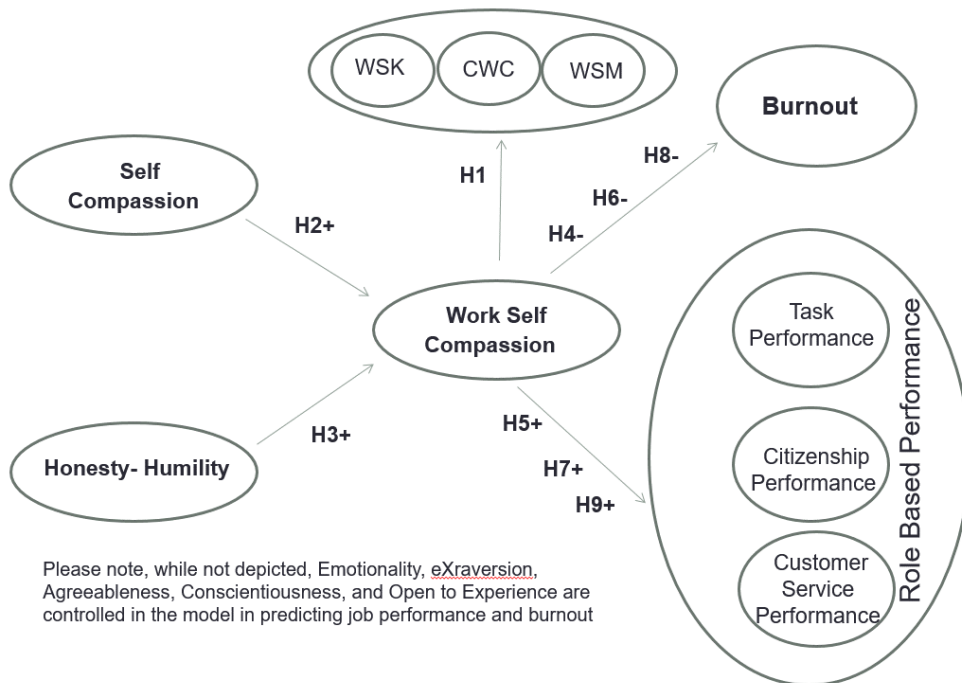 WSK
CWC
WSM
Burnout
Self
Compassion
H1
H8-
H6-
H4-
H2+
Work Self
Compassion
Task
Performance
H3+
H5+
H7+
H9+
Honesty- Humility
Citizenship
Performance
Customer
Service
Performance
Role Based Performance
Please note, while not depicted, Emotionality, eXraversion,
Agreeableness, Conscientiousness, and Open to Experience are
controlled in the model in predicting job performance and burnout